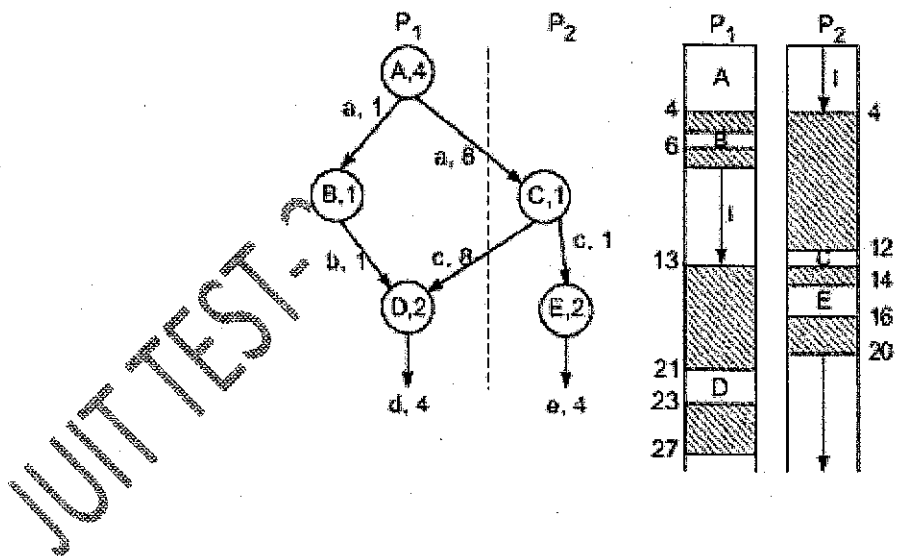 P1
P2
A,4
a, 1
a, 8
B,1
C,1
b, 1
c, 8
c, 1
D,2
E,2
d, 4
e, 4
P1
P2
A
I
4
4
B
6
I
12
C
13
14
E
16
20
21
D
23
27
JUIT TEST -